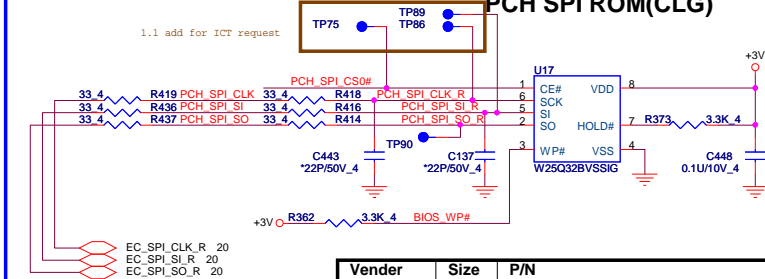 PCH SPI ROM(CLG)
1.1 add for ICT request
TP75
TP89
TP86
+3V
U17
PCH_SPI_CS0#
1 CE# VDD 8
33_4 R419 PCH_SPI_CLK 33_4 R418 PCH_SPI_CLK_R 6 SCK
33_4 R436 PCH_SPI_SI 33_4 R416 PCH_SPI_SI_R 5 SI
33_4 R437 PCH_SPI_SO 33_4 R414 PCH_SPI_SO_R 2 SO HOLD# 7 R373 3.3K_4
TP90
3 WP# VSS 4
C443
*22P/50V_4
C137
*22P/50V_4
W25Q32BVSSIG
C448
0.1U/10V_4
+3V R362 3.3K_4 BIOS_WP#
EC_SPI_CLK_R 20
EC_SPI_SI_R 20
EC_SPI_SO_R 20
Vender Size P/N